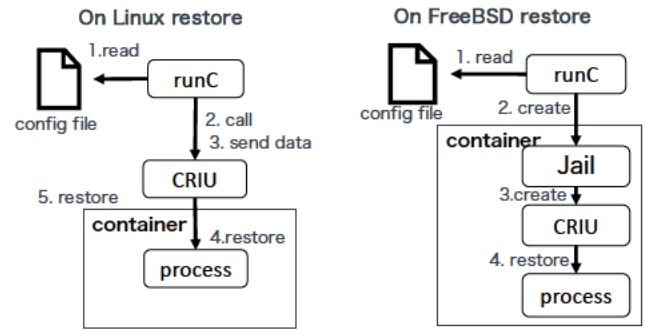 On Linux restore
1.read
runC
config file
2. call
3. send data
CRIU
5. restore
container
4.restore
process
On FreeBSD restore
1. read
runC
config file
2. create
container
Jail
3.create
CRIU
4. restore
process